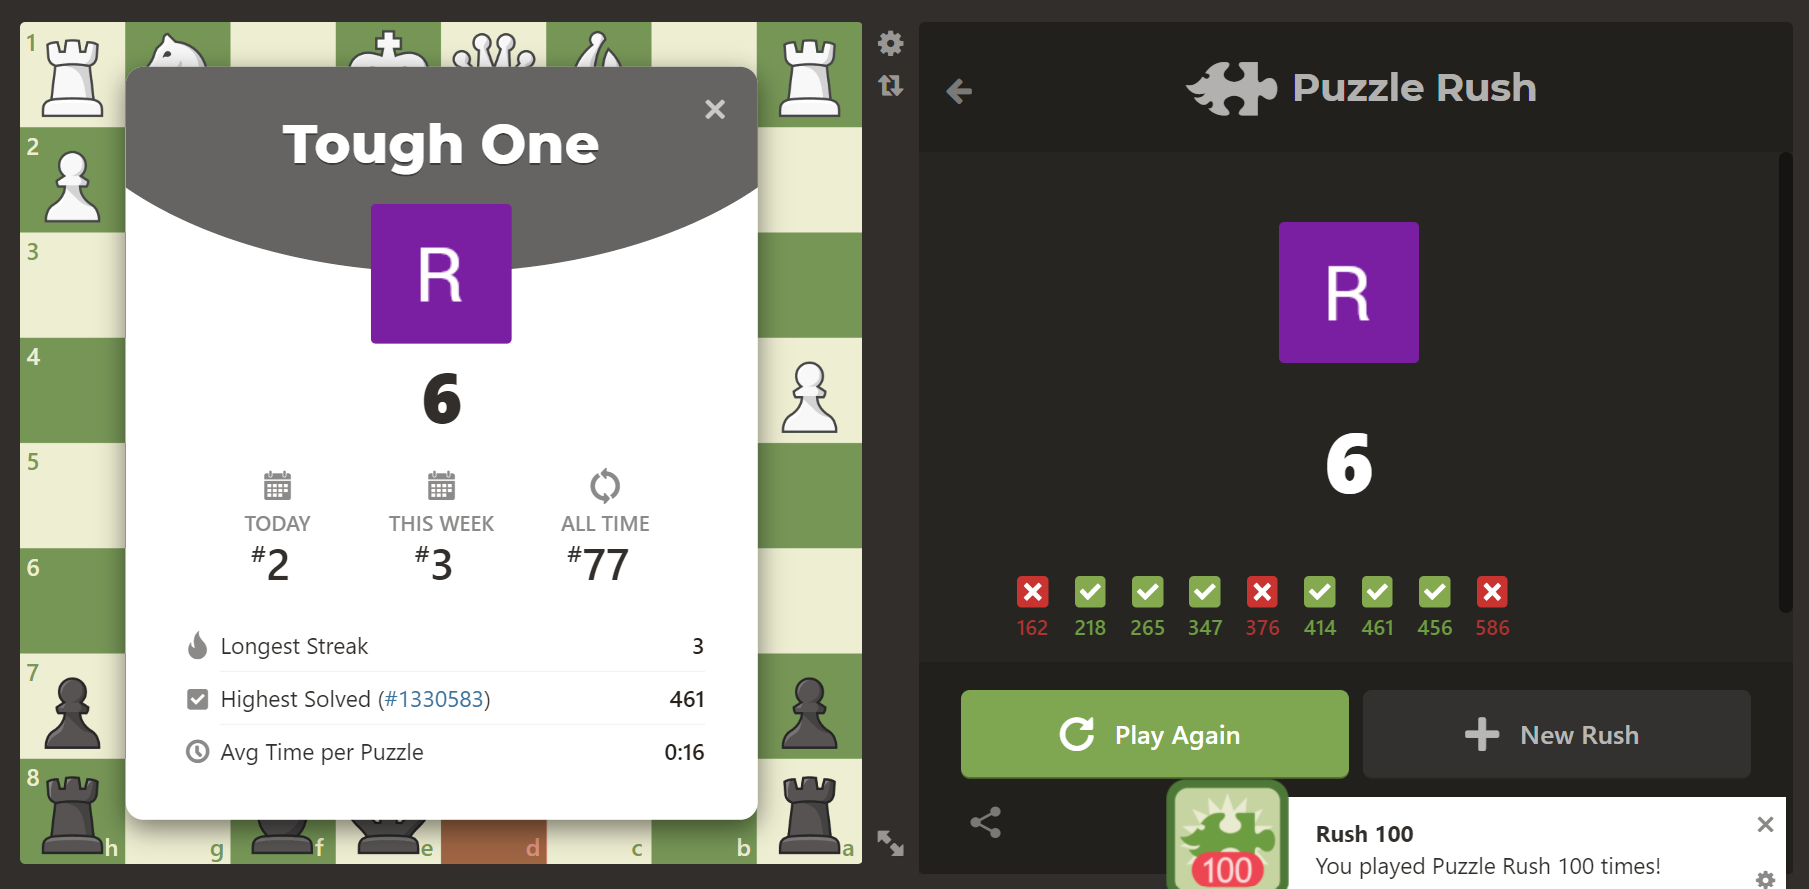 1
2
3
4
5
6
7
8
h
g
f
e
d
c
b
a
Tough One
R
6
TODAY
#2
THIS WEEK
#3
ALL TIME
#77
Longest Streak 3
Highest Solved (#1330583) 461
Avg Time per Puzzle 0:16
Puzzle Rush
R
6
162 218 265 347 376 414 461 456 586
Play Again
New Rush
100
Rush 100
You played Puzzle Rush 100 times!